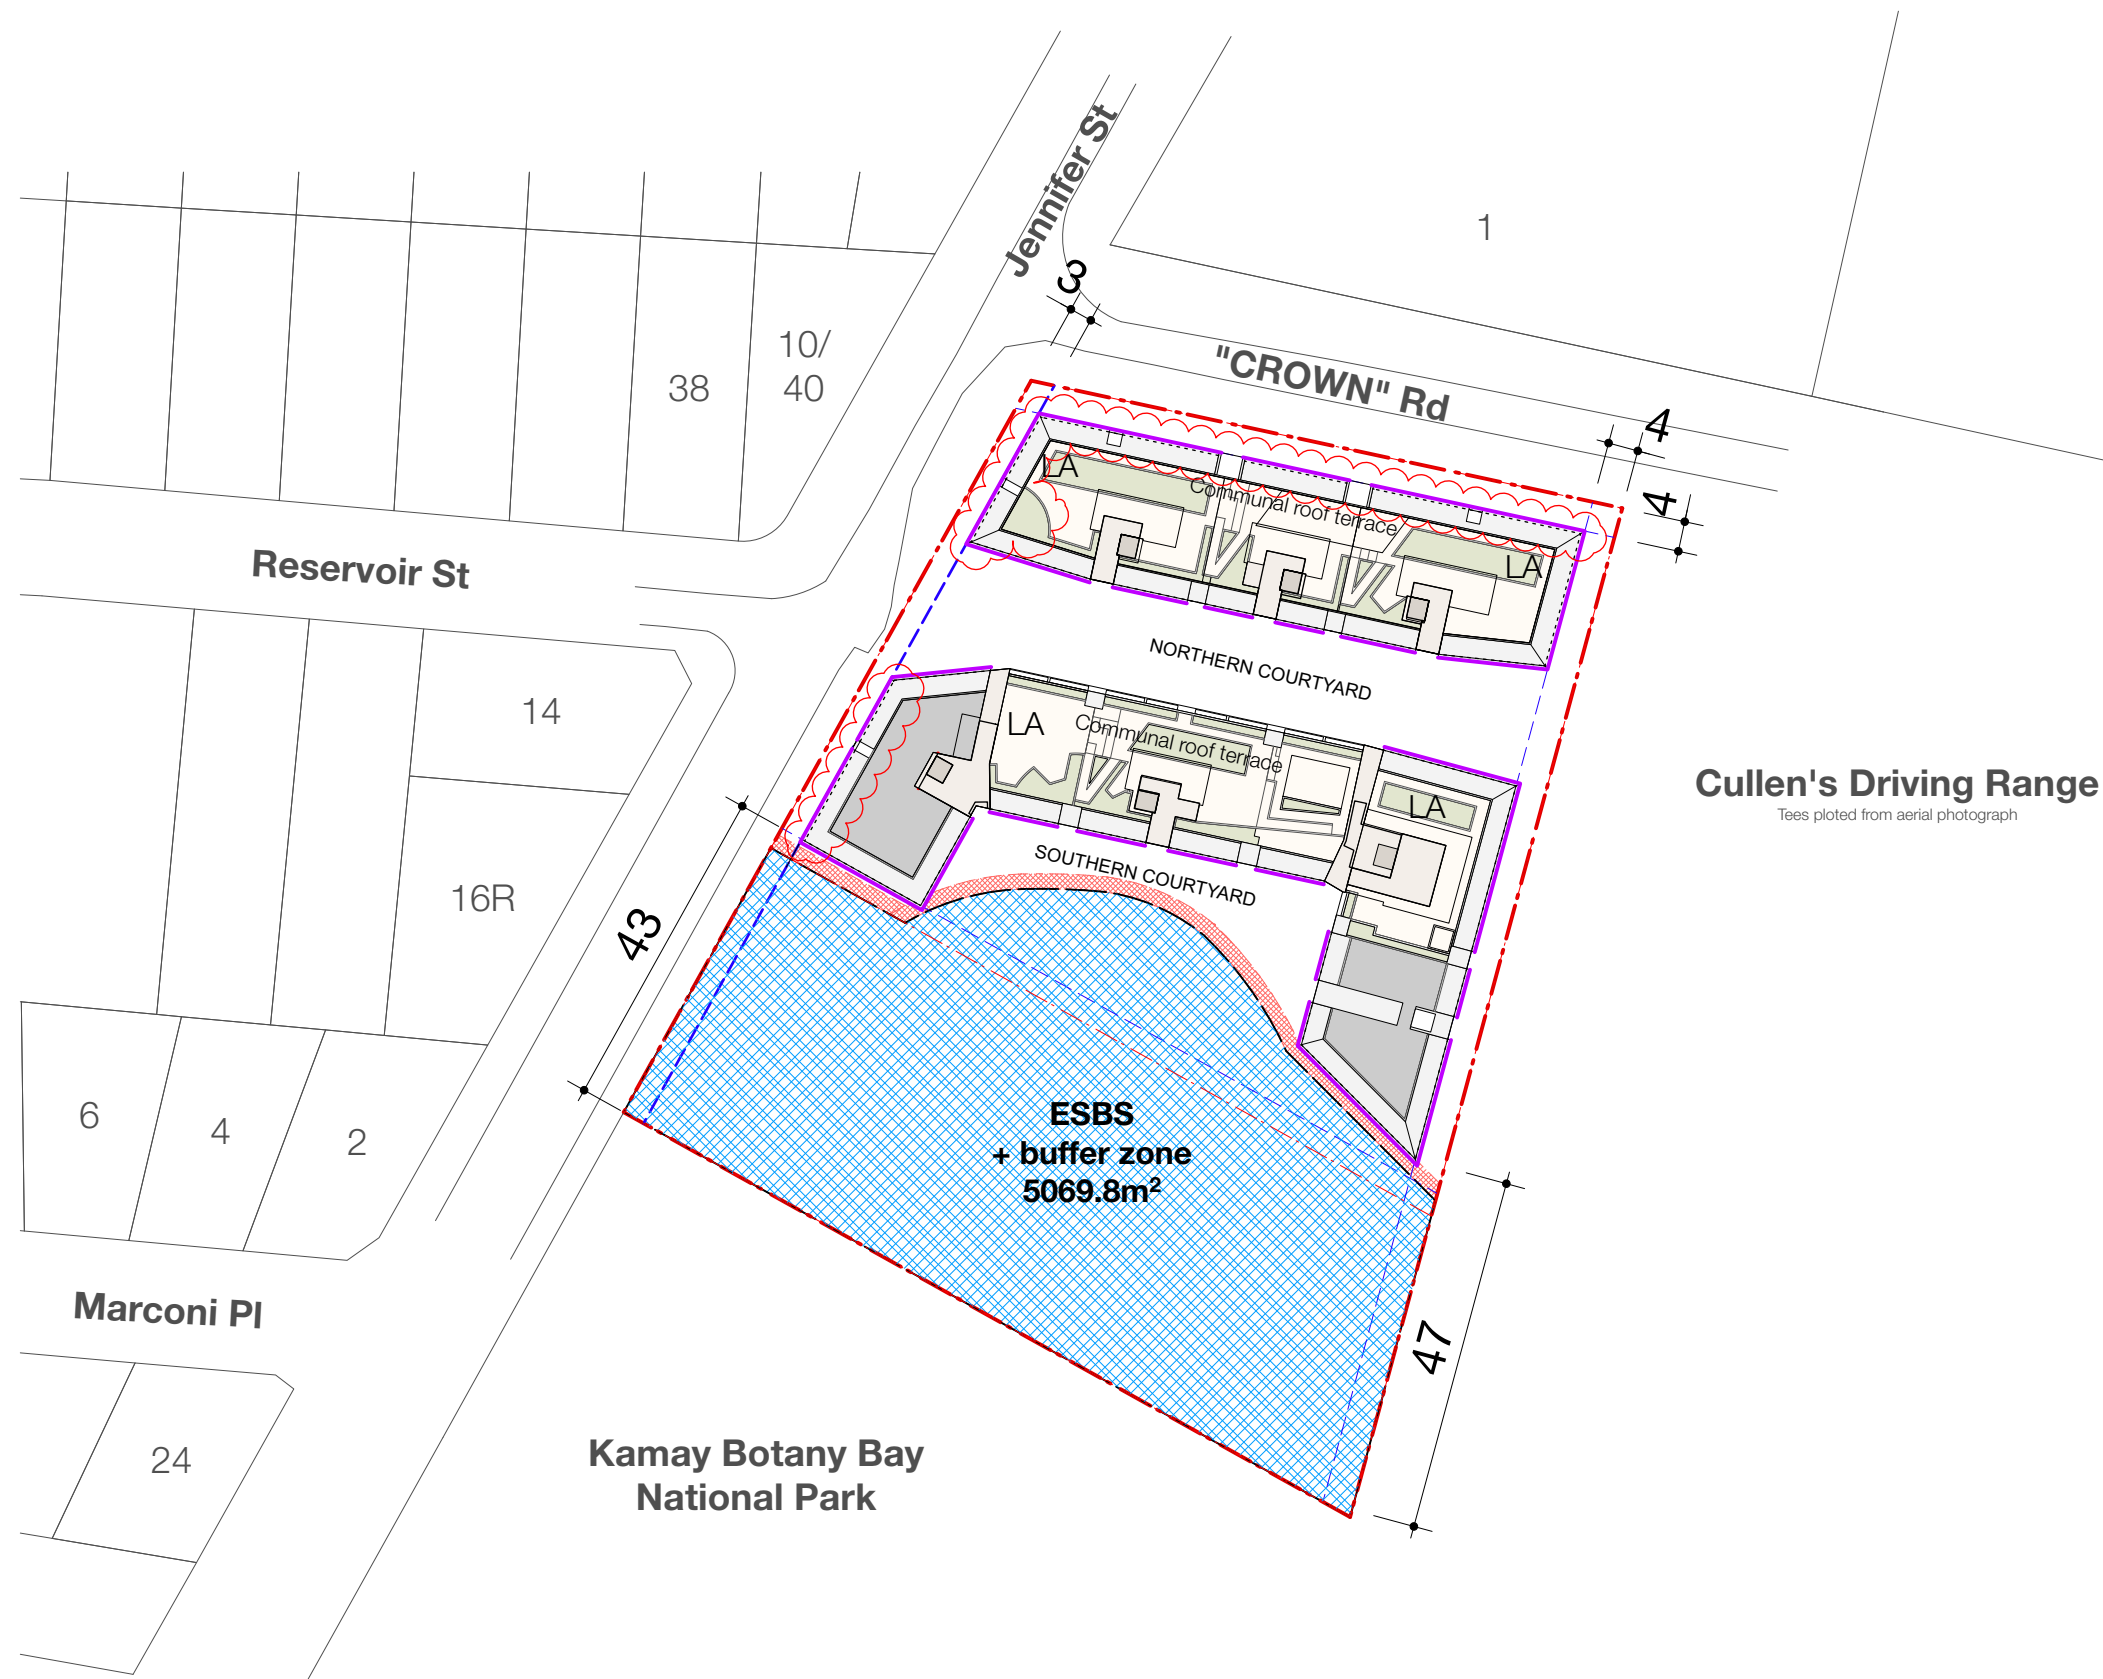 Jennifer St
1
3
"CROWN" Rd
4
4
10/
40
38
LA
Communal roof terrace
LA
Reservoir St
NORTHERN COURTYARD
14
LA
Communal roof terrace
LA
Cullen's Driving Range
Tees ploted from aerial photograph
SOUTHERN COURTYARD
16R
43
ESBS
+ buffer zone
5069.8m²
6
4
2
47
Marconi Pl
24
Kamay Botany Bay
National Park